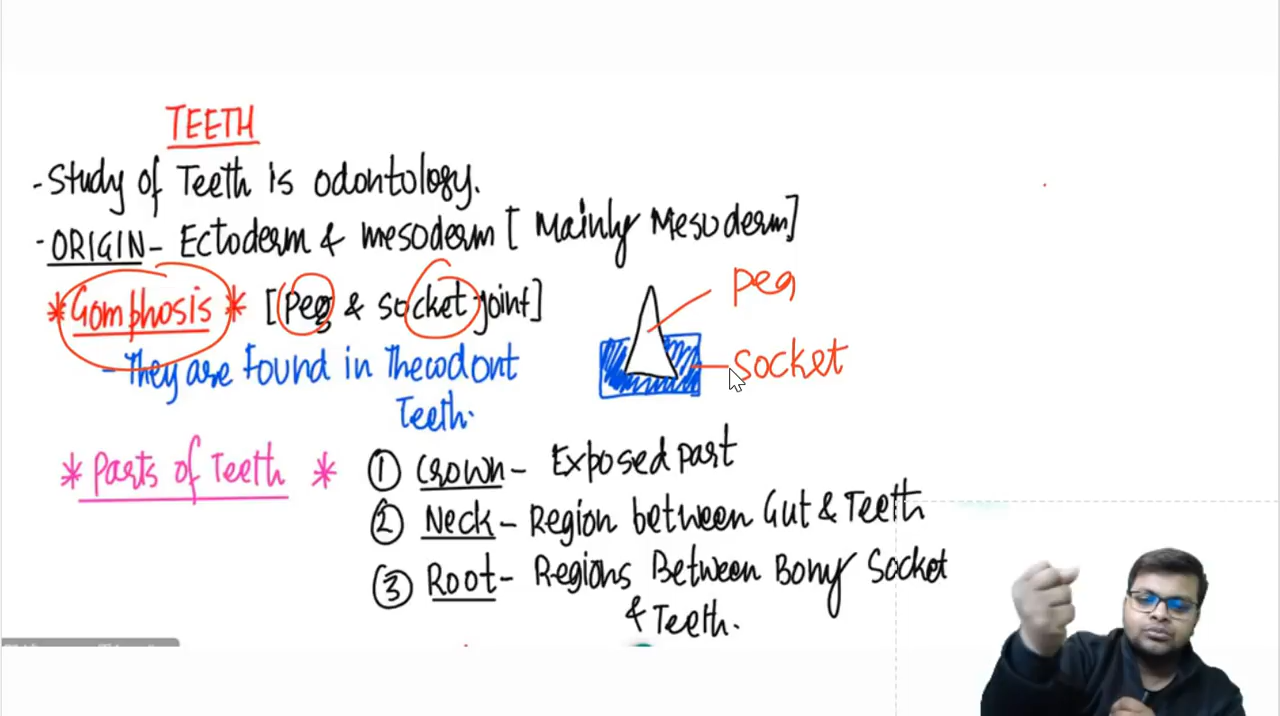 TEETH
- Study of Teeth is odontology.
- ORIGIN - Ectoderm & mesoderm [ Mainly Mesoderm]
* Gomphosis * [Peg & socket joint]
Peg
socket
- They are found in Thecodont
Teeth.
* Parts of Teeth *
① Crown - Exposed part
② Neck - Region between Gut & Teeth
③ Root - Regions Between Bony Socket
& Teeth.